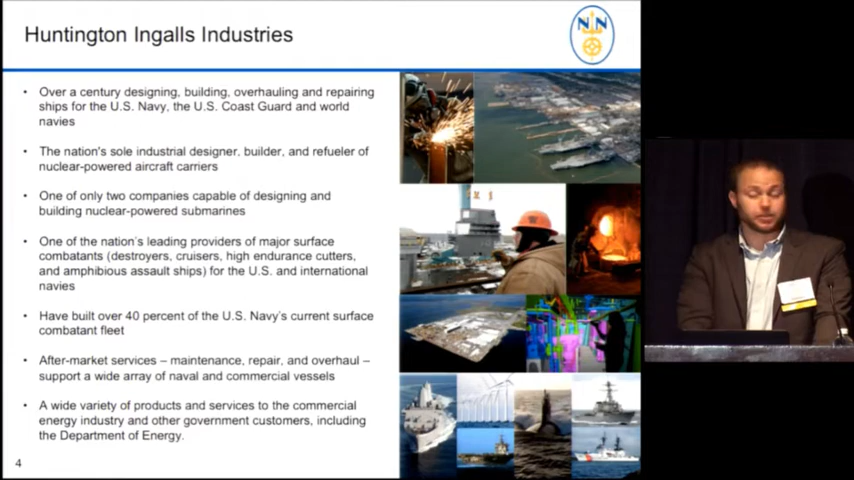 Huntington Ingalls Industries
N N
• Over a century designing, building, overhauling and repairing
ships for the U.S. Navy, the U.S. Coast Guard and world
navies
• The nation's sole industrial designer, builder, and refueler of
nuclear-powered aircraft carriers
• One of only two companies capable of designing and
building nuclear-powered submarines
• One of the nation's leading providers of major surface
combatants (destroyers, cruisers, high endurance cutters,
and amphibious assault ships) for the U.S. and international
navies
• Have built over 40 percent of the U.S. Navy's current surface
combatant fleet
• After-market services – maintenance, repair, and overhaul –
support a wide array of naval and commercial vessels
• A wide variety of products and services to the commercial
energy industry and other government customers, including
the Department of Energy.
4